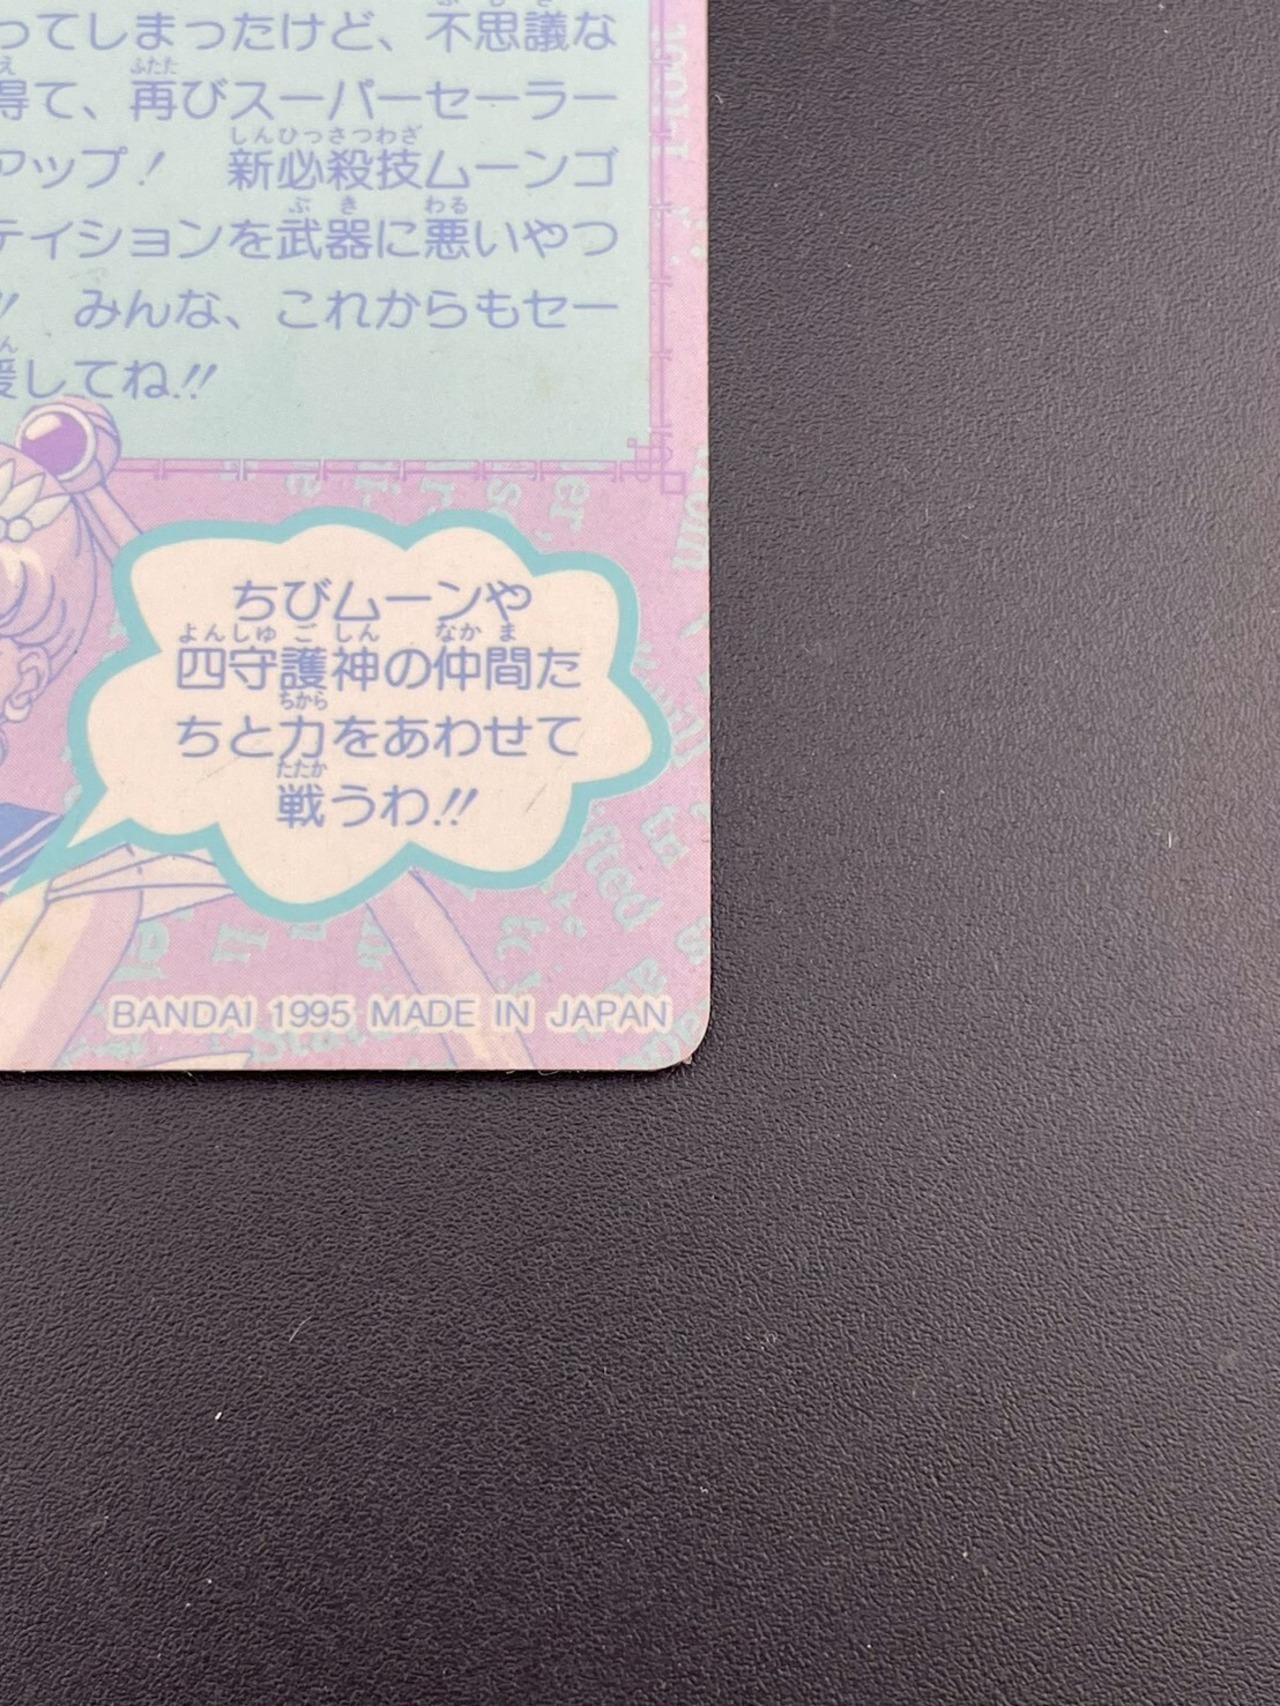 ってしまったけど、不思議な
得て、再びスーパーセーラー
アップ！　新必殺技ムーンゴ
ティションを武器に悪いやつ
!!　みんな、これからもセー
援してね!!
ちびムーンや
四守護神の仲間た
ちと力をあわせて
戦うわ!!
BANDAI 1995 MADE IN JAPAN